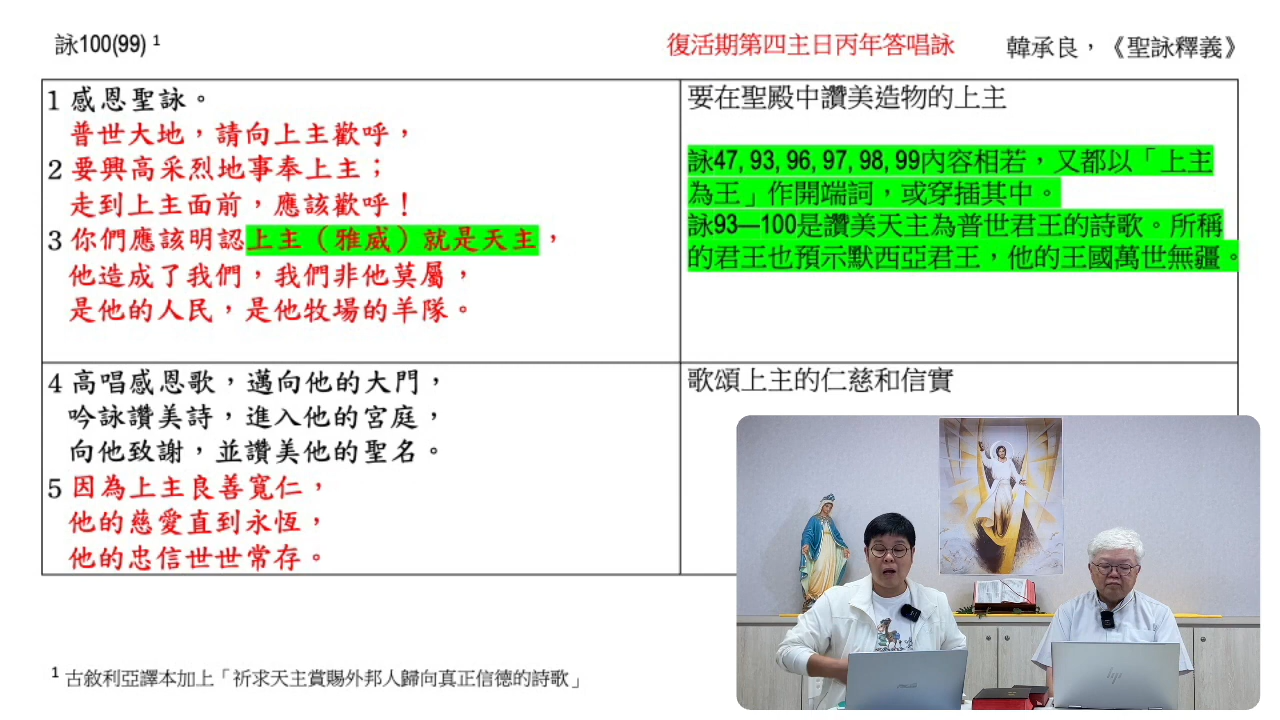 詠100(99) ¹
復活期第四主日丙年答唱詠
韓承良，《聖詠釋義》
1 感恩聖詠。
普世大地，請向上主歡呼，
2 要興高采烈地事奉上主；
走到上主面前，應該歡呼！
3 你們應該明認上主（雅威）就是天主，
他造成了我們，我們非他莫屬，
是他的人民，是他牧場的羊隊。
要在聖殿中讚美造物的上主
詠47, 93, 96, 97, 98, 99內容相若，又都以「上主
為王」作開端詞，或穿插其中。
詠93—100是讚美天主為普世君王的詩歌。所稱
的君王也預示默西亞君王，他的王國萬世無疆。
4 高唱感恩歌，邁向他的大門，
吟詠讚美詩，進入他的宮庭，
向他致謝，並讚美他的聖名。
5 因為上主良善寬仁，
他的慈愛直到永恆，
他的忠信世世常存。
歌頌上主的仁慈和信實
¹ 古敘利亞譯本加上「祈求天主賞賜外邦人歸向真正信德的詩歌」
hp